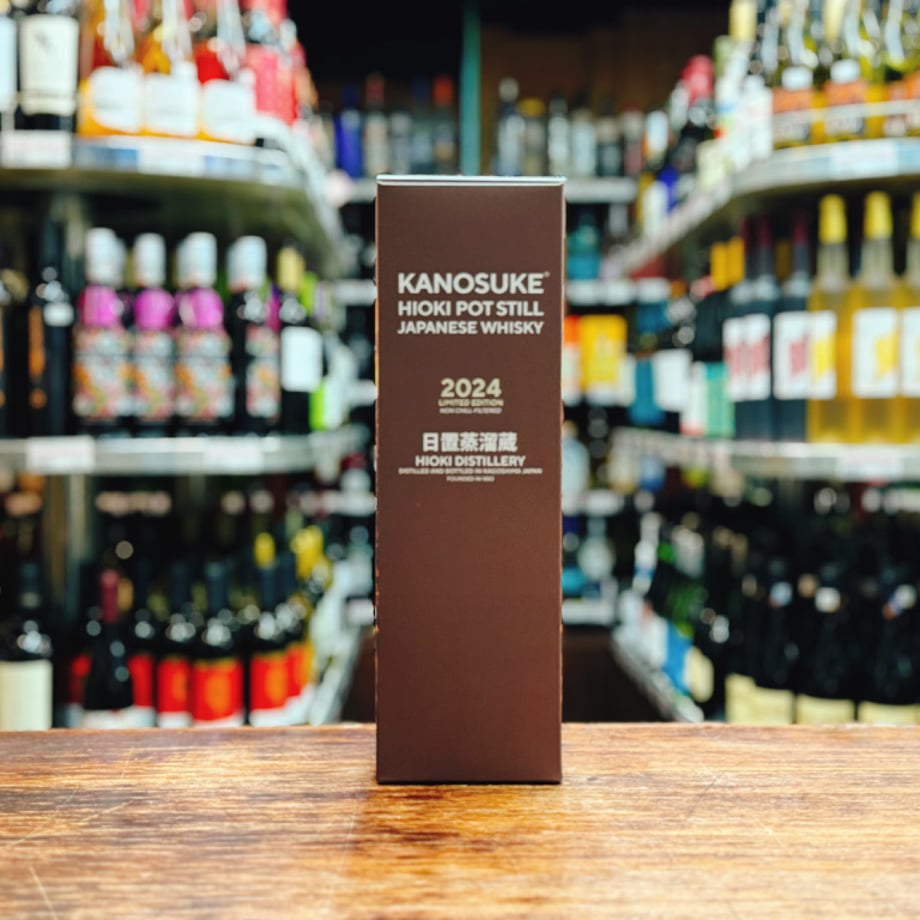 KANOSUKE®
HIOKI POT STILL
JAPANESE WHISKY
2024
LIMITED EDITION
NON CHILL-FILTERED
日置蒸溜蔵
HIOKI DISTILLERY
DISTILLED AND BOTTLED IN KAGOSHIMA JAPAN